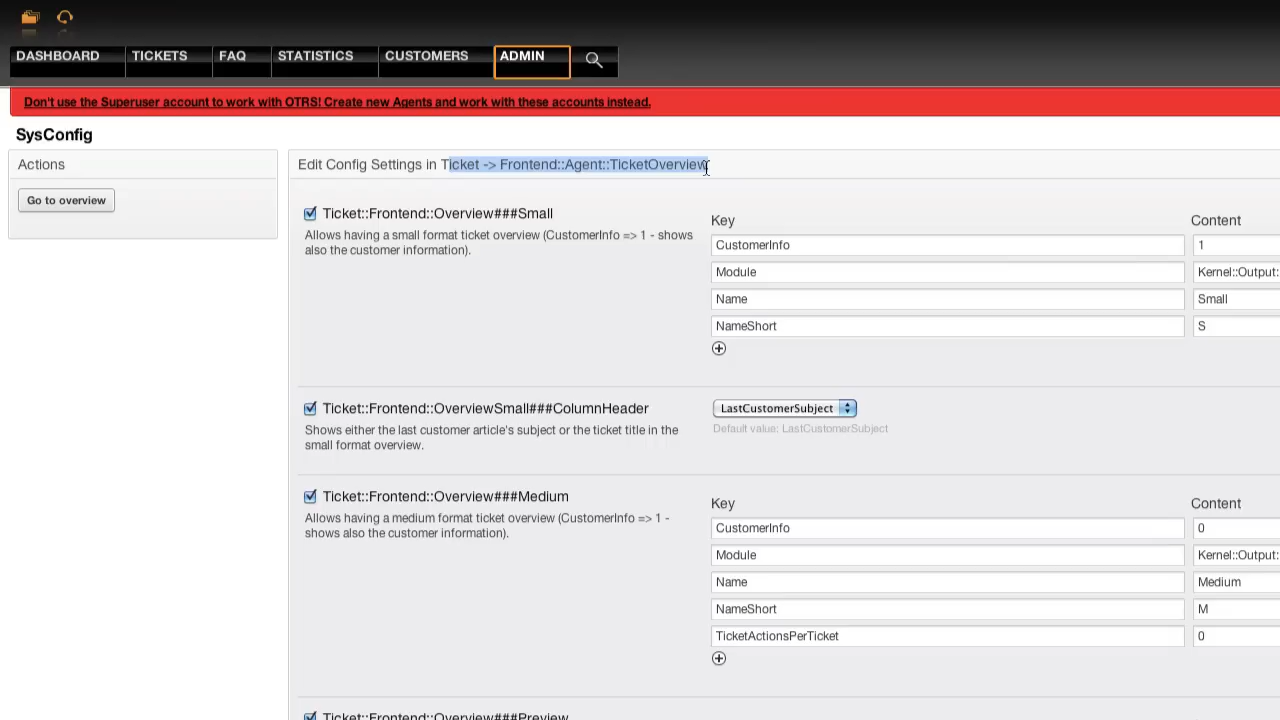 DASHBOARD TICKETS FAQ STATISTICS CUSTOMERS ADMIN
Don't use the Superuser account to work with OTRS! Create new Agents and work with these accounts instead.
SysConfig
Actions
Go to overview
Edit Config Settings in Ticket -> Frontend::Agent::TicketOverview
Ticket::Frontend::Overview###Small
Allows having a small format ticket overview (CustomerInfo => 1 - shows
also the customer information).
Key Content
CustomerInfo 1
Module Kernel::Output:
Name Small
NameShort S
Ticket::Frontend::OverviewSmall###ColumnHeader
Shows either the last customer article's subject or the ticket title in the
small format overview.
LastCustomerSubject
Default value: LastCustomerSubject
Ticket::Frontend::Overview###Medium
Allows having a medium format ticket overview (CustomerInfo => 1 -
shows also the customer information).
Key Content
CustomerInfo 0
Module Kernel::Output:
Name Medium
NameShort M
TicketActionsPerTicket 0
Ticket::Frontend::Overview###Preview